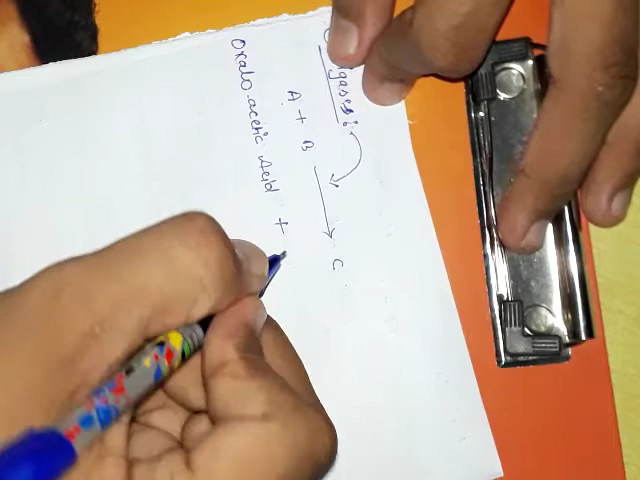 gases:
A + B → C
Oxalo acetic Acid +